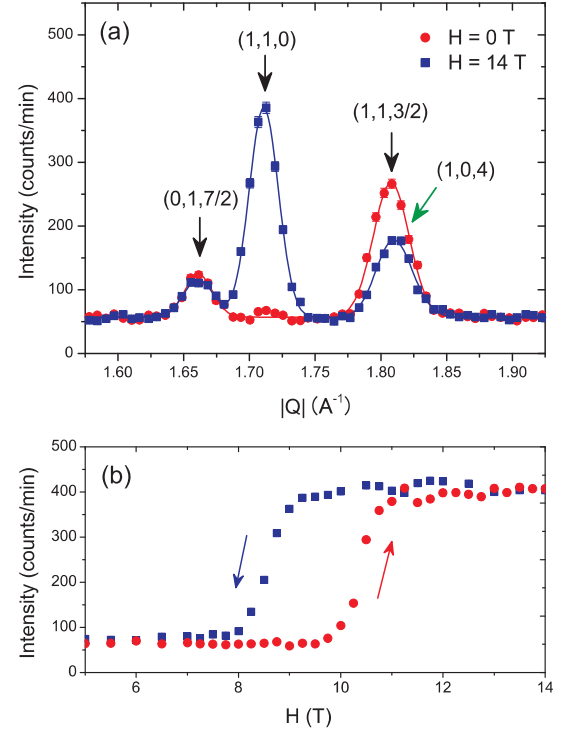 (a)
H = 0 T
H = 14 T
(1,1,0)
(1,1,3/2)
(1,0,4)
(0,1,7/2)
Intensity (counts/min)
500
400
300
200
100
0
1.60 1.65 1.70 1.75 1.80 1.85 1.90
|Q| (A⁻¹)
(b)
Intensity (counts/min)
500
400
300
200
100
0
6 8 10 12 14
H (T)